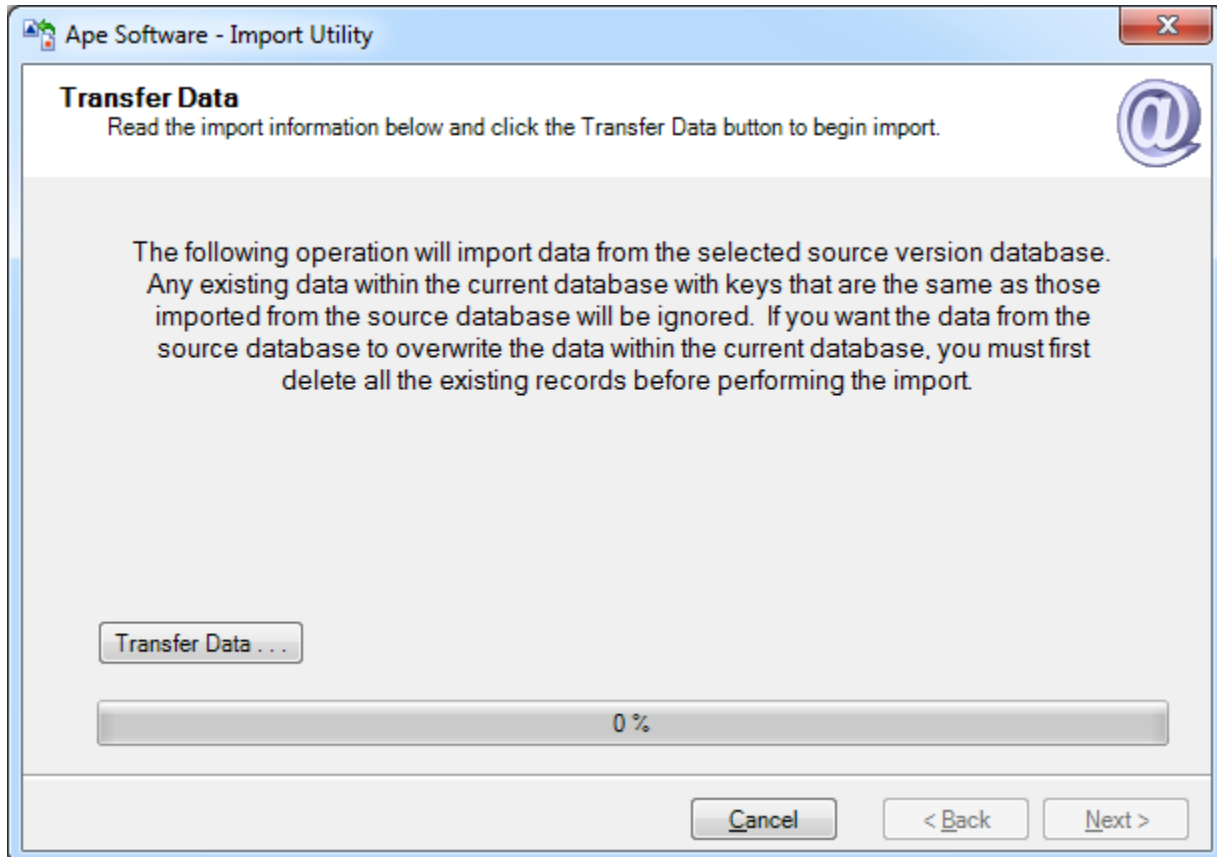 Ape Software - Import Utility
Transfer Data
Read the import information below and click the Transfer Data button to begin import.
The following operation will import data from the selected source version database.
Any existing data within the current database with keys that are the same as those
imported from the source database will be ignored.  If you want the data from the
source database to overwrite the data within the current database, you must first
delete all the existing records before performing the import.
Transfer Data . . .
0 %
Cancel
< Back
Next >